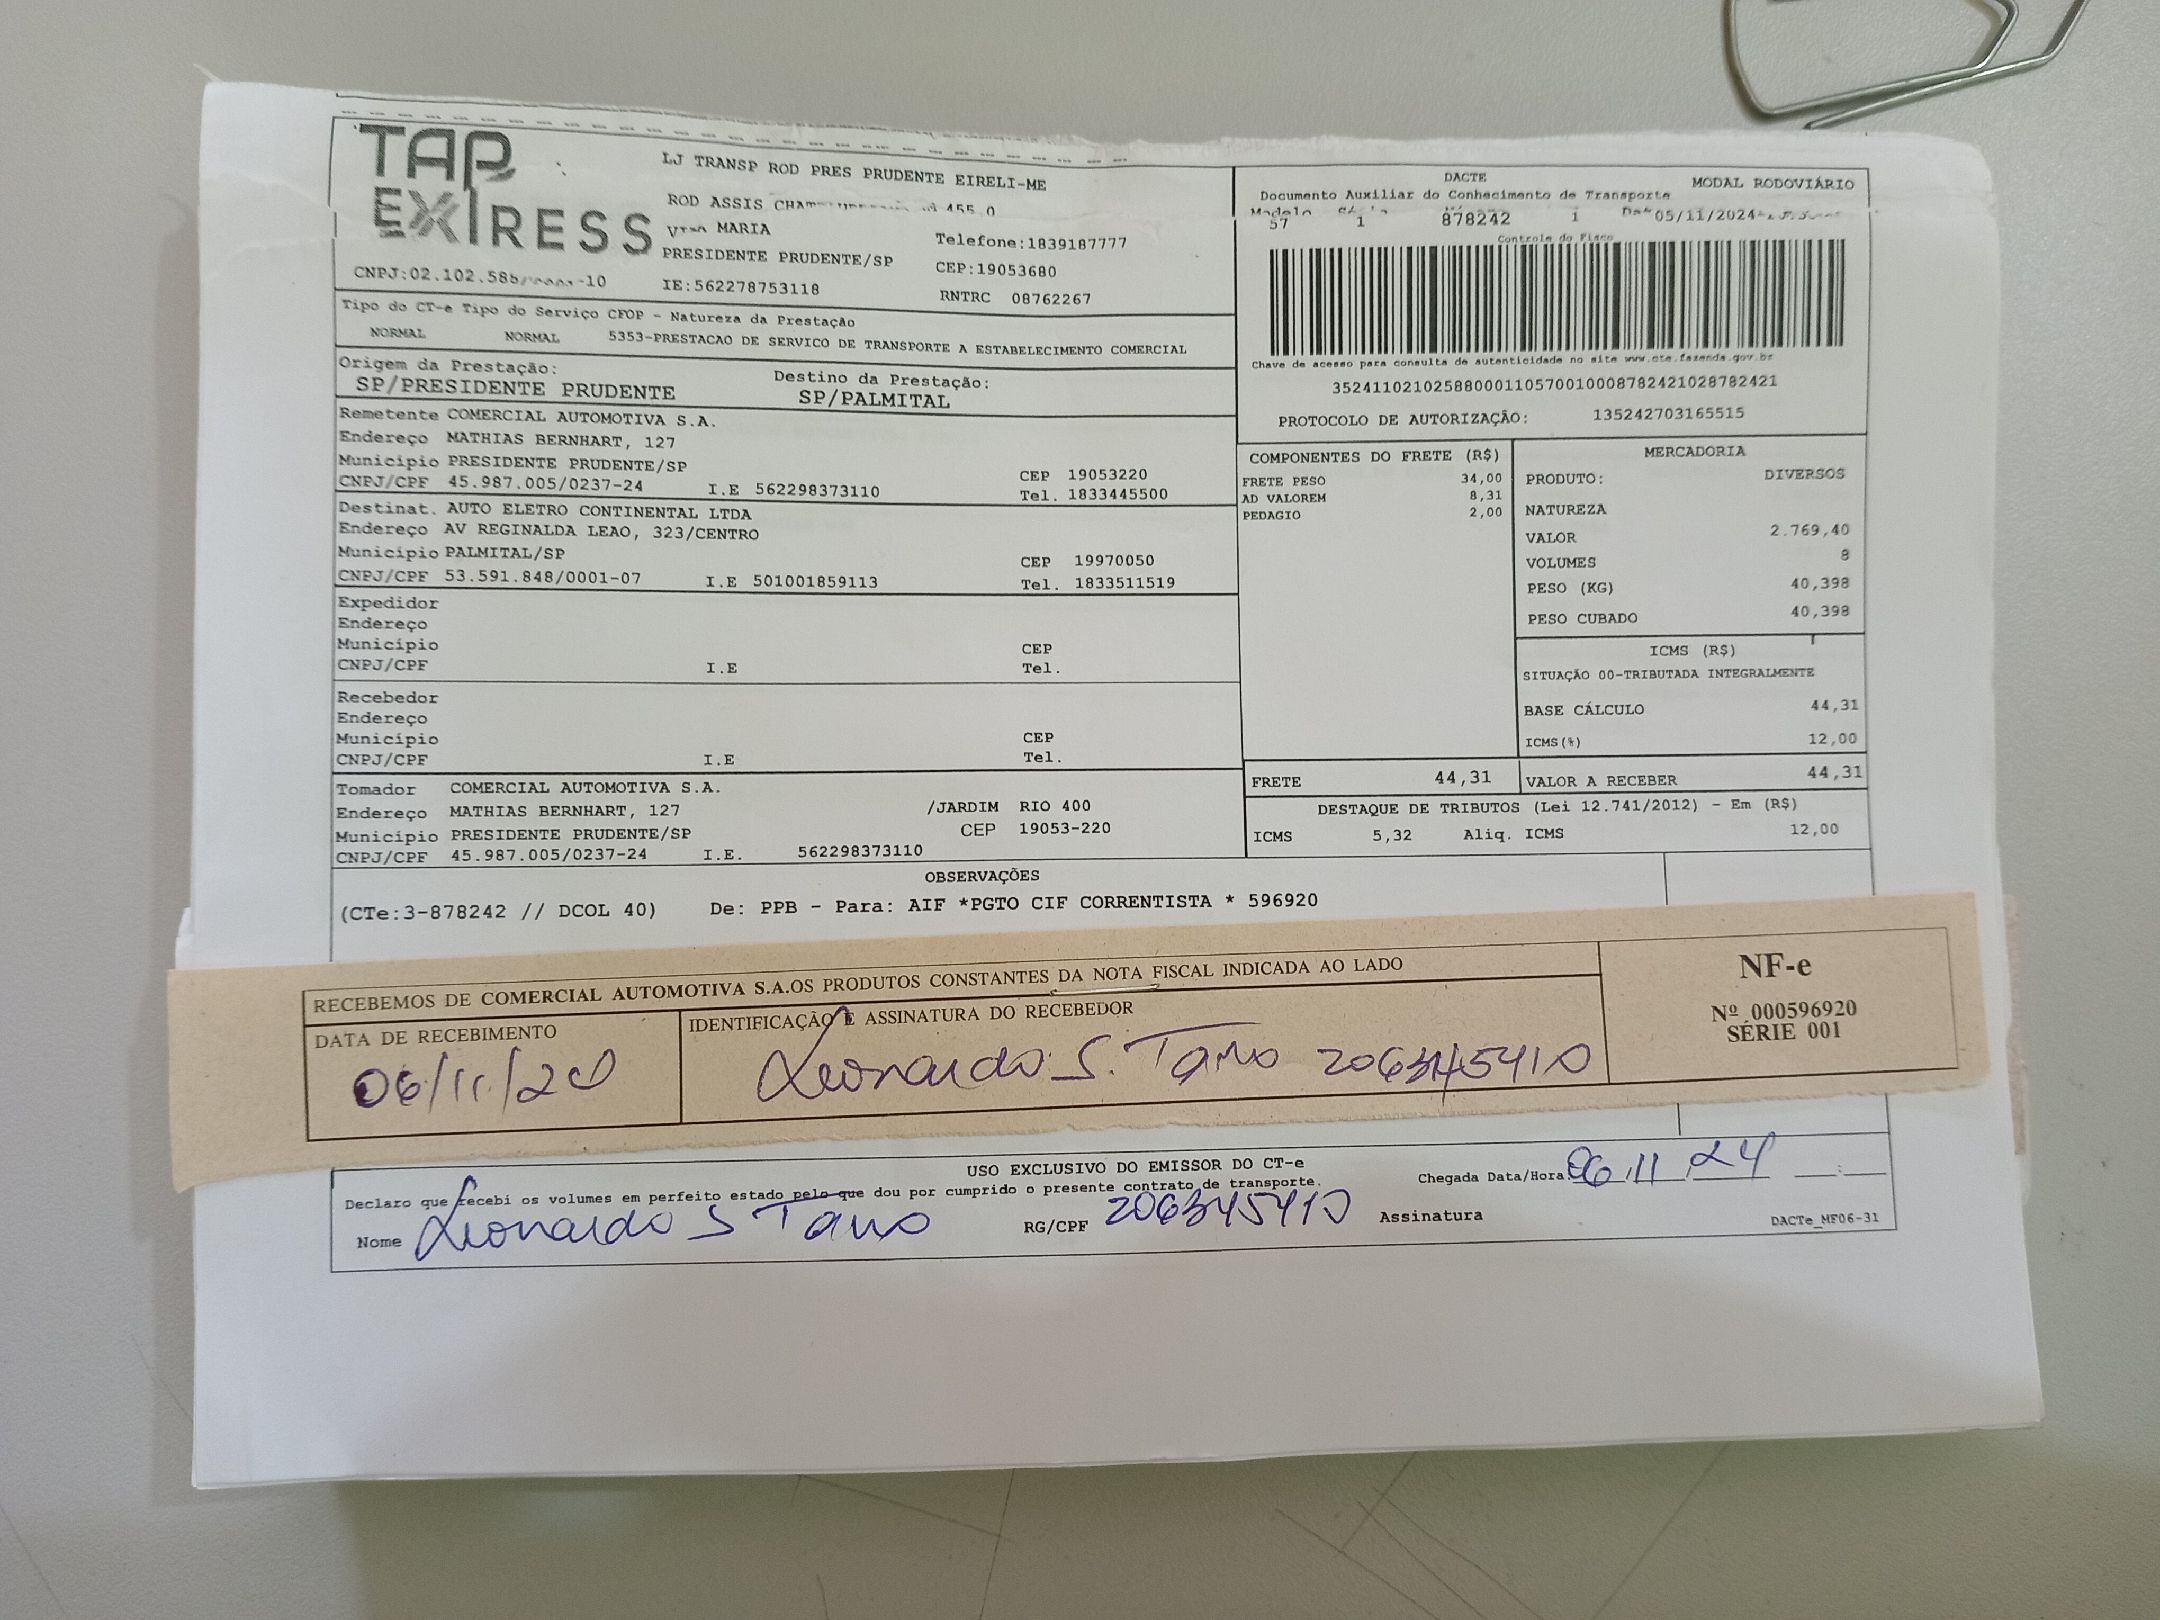 TAP
EXPRESS
LJ TRANSP ROD PRES PRUDENTE EIRELI-ME
ROD ASSIS 455,0
MARIA
Telefone:1839187777
PRESIDENTE PRUDENTE/SP
CEP:19053680
CNPJ:02.102.58 -10
IE:562278753118
RNTRC 08762267
Tipo do CT-e Tipo do Serviço CFOP - Natureza da Prestação
NORMAL NORMAL 5353-PRESTACAO DE SERVICO DE TRANSPORTE A ESTABELECIMENTO COMERCIAL
Origem da Prestação:
SP/PRESIDENTE PRUDENTE
Destino da Prestação:
SP/PALMITAL
Remetente COMERCIAL AUTOMOTIVA S.A.
Endereço MATHIAS BERNHART, 127
Município PRESIDENTE PRUDENTE/SP CEP 19053220
CNPJ/CPF 45.987.005/0237-24 I.E 562298373110 Tel. 1833445500
Destinat. AUTO ELETRO CONTINENTAL LTDA
Endereço AV REGINALDA LEAO, 323/CENTRO
Município PALMITAL/SP CEP 19970050
CNPJ/CPF 53.591.848/0001-07 I.E 501001859113 Tel. 1833511519
Expedidor
Endereço
Município CEP
CNPJ/CPF I.E Tel.
Recebedor
Endereço
Município CEP
CNPJ/CPF I.E Tel.
Tomador COMERCIAL AUTOMOTIVA S.A.
Endereço MATHIAS BERNHART, 127 /JARDIM RIO 400
Município PRESIDENTE PRUDENTE/SP CEP 19053-220
CNPJ/CPF 45.987.005/0237-24 I.E. 562298373110
DACTE MODAL RODOVIÁRIO
Documento Auxiliar do Conhecimento de Transporte
Modelo
57 1 878242 1 05/11/2024
Controle do Fisco
Chave de acesso para consulta de autenticidade no site www.cte.fazenda.gov.br
35241102102588000110570010008782421028782421
PROTOCOLO DE AUTORIZAÇÃO: 135242703165515
COMPONENTES DO FRETE (R$)
FRETE PESO 34,00
AD VALOREM 8,31
PEDAGIO 2,00
MERCADORIA
PRODUTO: DIVERSOS
NATUREZA
VALOR 2.769,40
VOLUMES 8
PESO (KG) 40,398
PESO CUBADO 40,398
ICMS (R$)
SITUAÇÃO 00-TRIBUTADA INTEGRALMENTE
BASE CÁLCULO 44,31
ICMS(%) 12,00
FRETE 44,31 VALOR A RECEBER 44,31
DESTAQUE DE TRIBUTOS (Lei 12.741/2012) - Em (R$)
ICMS 5,32 Aliq. ICMS 12,00
OBSERVAÇÕES
(CTe:3-878242 // DCOL 40) De: PPB - Para: AIF *PGTO CIF CORRENTISTA * 596920
RECEBEMOS DE COMERCIAL AUTOMOTIVA S.A.OS PRODUTOS CONSTANTES DA NOTA FISCAL INDICADA AO LADO
DATA DE RECEBIMENTO
06/11/20
IDENTIFICAÇÃO E ASSINATURA DO RECEBEDOR
Leonardo S. Tano 206345410
NF-e
Nº 000596920
SÉRIE 001
USO EXCLUSIVO DO EMISSOR DO CT-e
Declaro que recebi os volumes em perfeito estado pelo que dou por cumprido o presente contrato de transporte.
Chegada Data/Hora 06 11 24
Nome Leonardo S Tano RG/CPF 206345410 Assinatura
DACTe_MF06-31